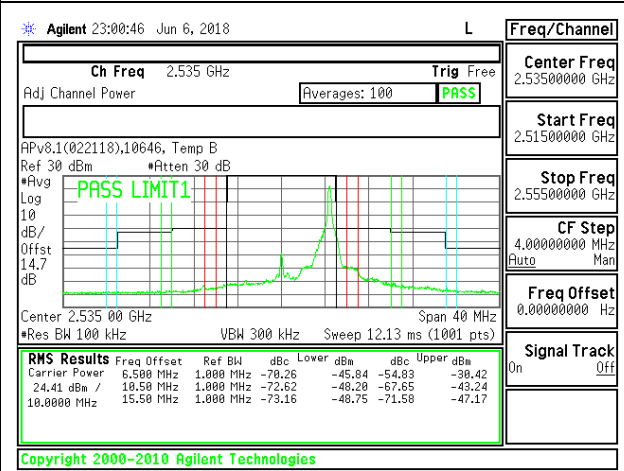 Agilent 23:00:46 Jun 6, 2018 L
Freq/Channel
Ch Freq 2.535 GHz Trig Free
Adj Channel Power Averages: 100 PASS
APv8.1(022118),10646, Temp B
Ref 30 dBm #Atten 30 dB
#Avg
Log
10
dB/
Offst
14.7
dB
PASS LIMIT1
Center 2.535 00 GHz Span 40 MHz
#Res BW 100 kHz VBW 300 kHz Sweep 12.13 ms (1001 pts)
RMS Results Freq Offset Ref BW dBc Lower dBm dBc Upper dBm
Carrier Power 6.500 MHz 1.000 MHz -70.26 -45.84 -54.83 -30.42
24.41 dBm / 10.50 MHz 1.000 MHz -72.62 -48.20 -67.65 -43.24
10.0000 MHz 15.50 MHz 1.000 MHz -73.16 -48.75 -71.58 -47.17
Copyright 2000-2010 Agilent Technologies
Center Freq
2.53500000 GHz
Start Freq
2.51500000 GHz
Stop Freq
2.55500000 GHz
CF Step
4.00000000 MHz
Auto Man
Freq Offset
0.00000000 Hz
Signal Track
On Off